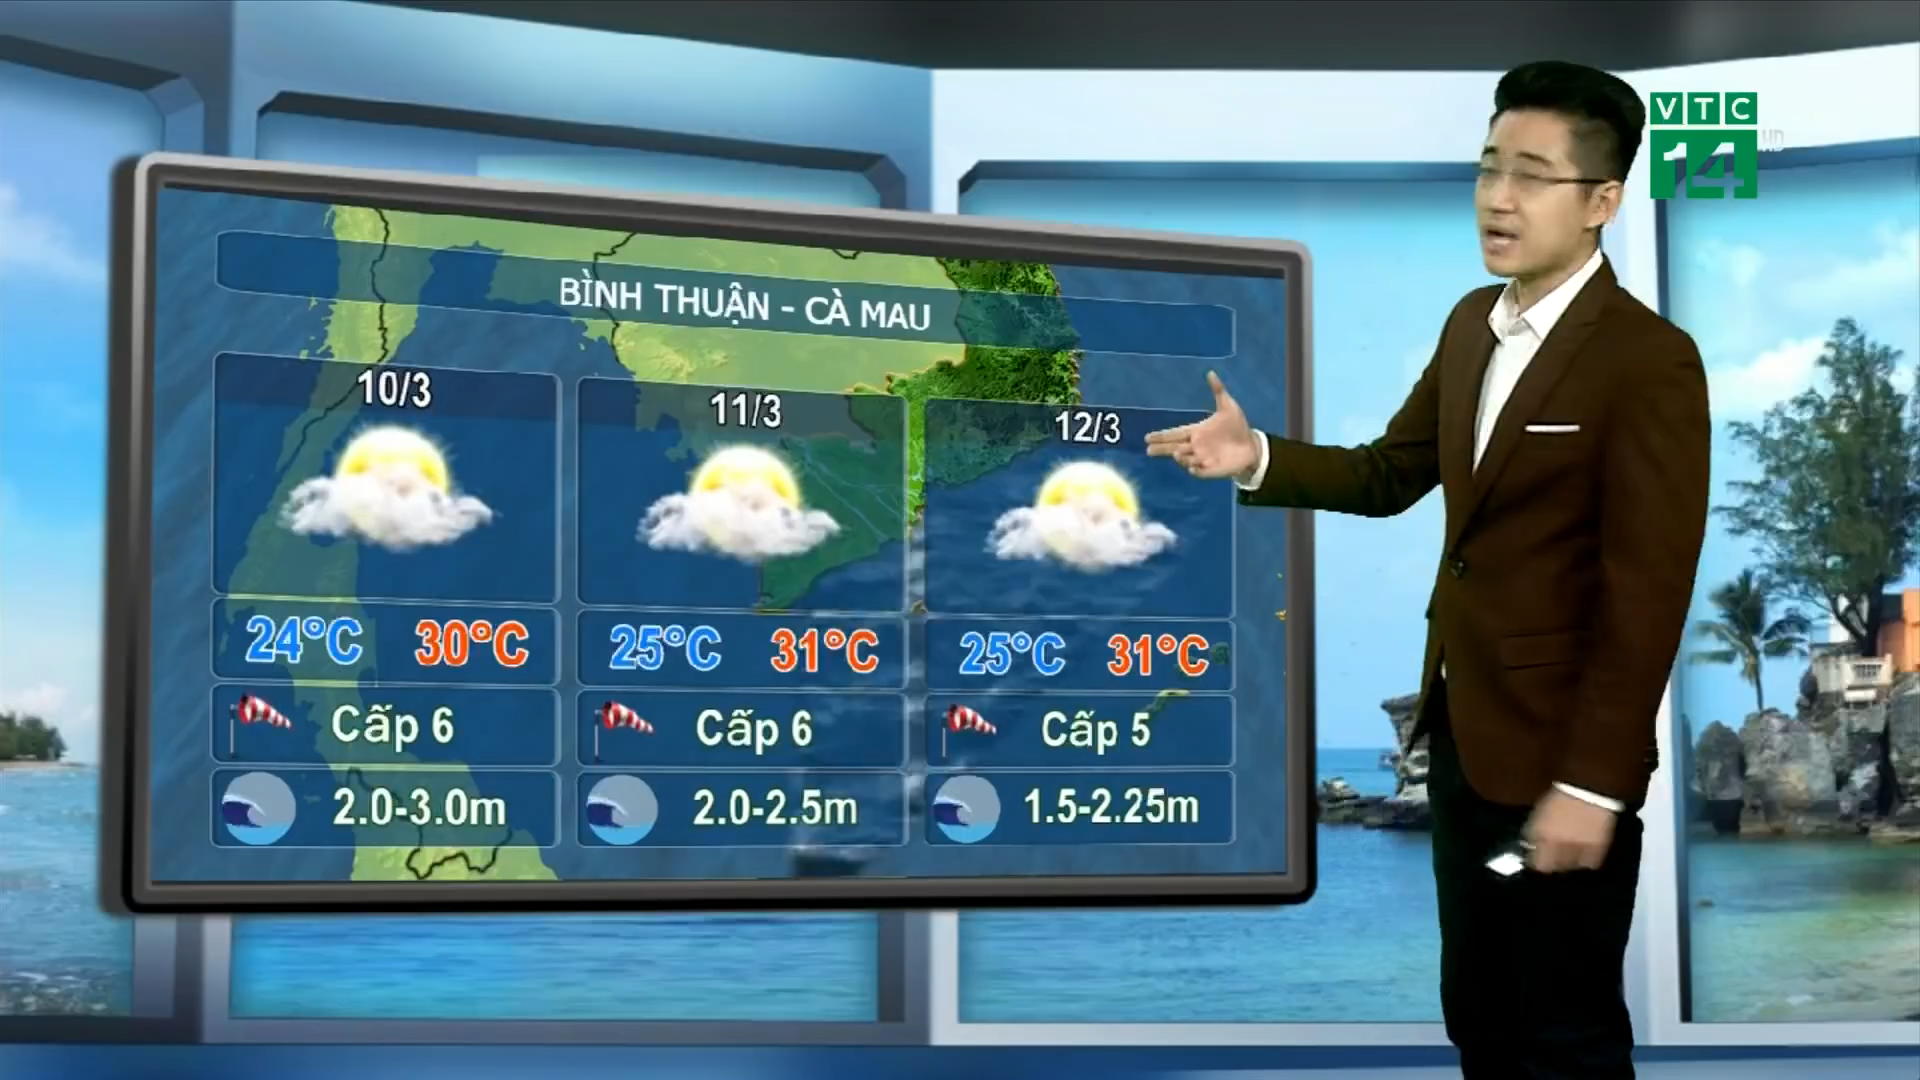 VTC
14
HD
BÌNH THUẬN - CÀ MAU
10/3
11/3
12/3
24°C 30°C
25°C 31°C
25°C 31°C
Cấp 6
Cấp 6
Cấp 5
2.0-3.0m
2.0-2.5m
1.5-2.25m